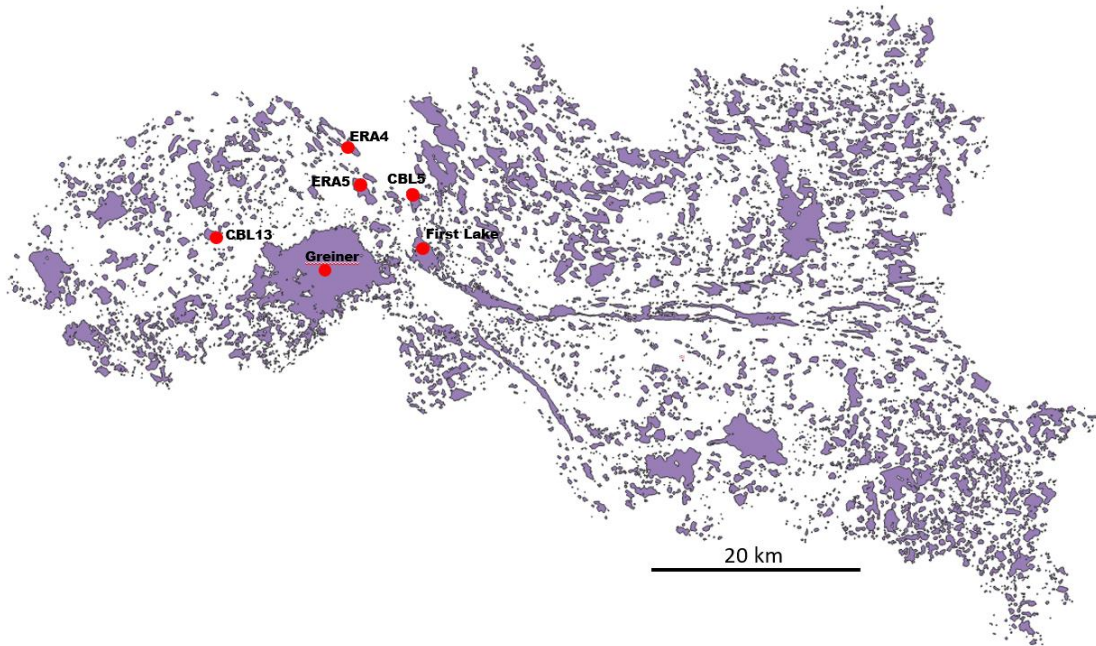 ERA4
ERA5
CBL5
CBL13
First Lake
Greiner
20 km